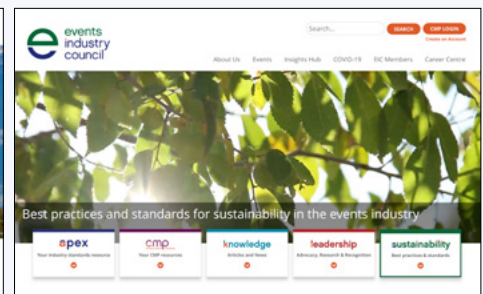 events
industry
council
Search...
SEARCH
CMP LOGIN
Create an Account
About Us
Events
Insights Hub
COVID-19
EIC Members
Career Centre
Best practices and standards for sustainability in the events industry
apex
Your industry standards resource
cmp
Your CMP resources
knowledge
Articles and News
leadership
Advocacy, Research & Recognition
sustainability
Best practices & standards